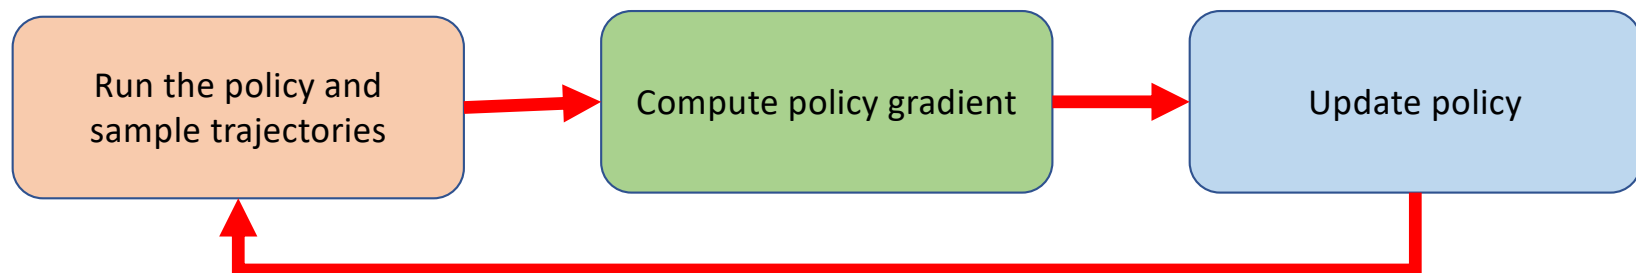 Run the policy and
sample trajectories
Compute policy gradient
Update policy